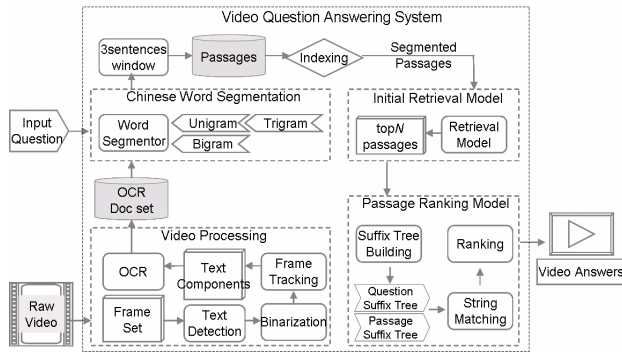 Video Question Answering System
3sentences
window
Passages
Indexing
Segmented
Passages
Chinese Word Segmentation
Input
Question
Word
Segmentor
Unigram
Trigram
Bigram
Initial Retrieval Model
topN
passages
Retrieval
Model
OCR
Doc set
Passage Ranking Model
Suffix Tree
Building
Ranking
Question
Suffix Tree
Passage
Suffix Tree
String
Matching
Video Answers
Video Processing
OCR
Text
Components
Frame
Tracking
Raw
Video
Frame
Set
Text
Detection
Binarization